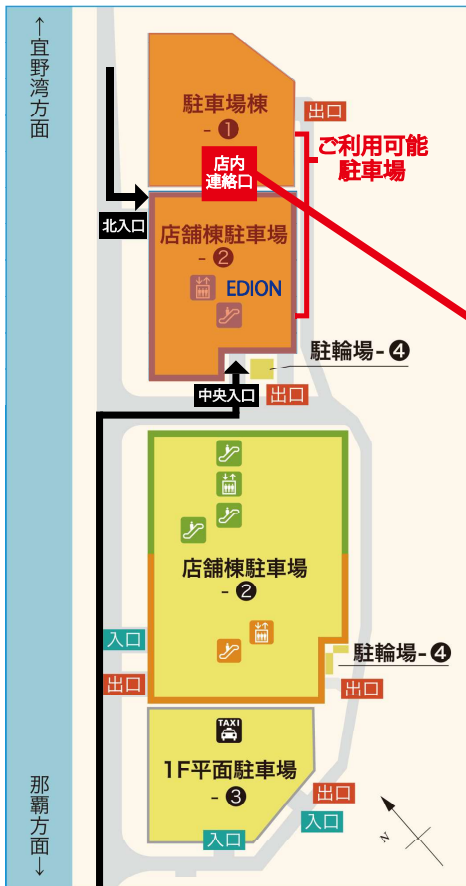 ←宜野湾方面
駐車場棟
-❶
出口
ご利用可能
駐車場
店内
連絡口
北入口
店舗棟駐車場
-❷
EDION
駐輪場-❹
中央入口
出口
店舗棟駐車場
-❷
入口
駐輪場-❹
出口
出口
TAXI
1F平面駐車場
-❸
出口
入口
入口
那覇方面→
N